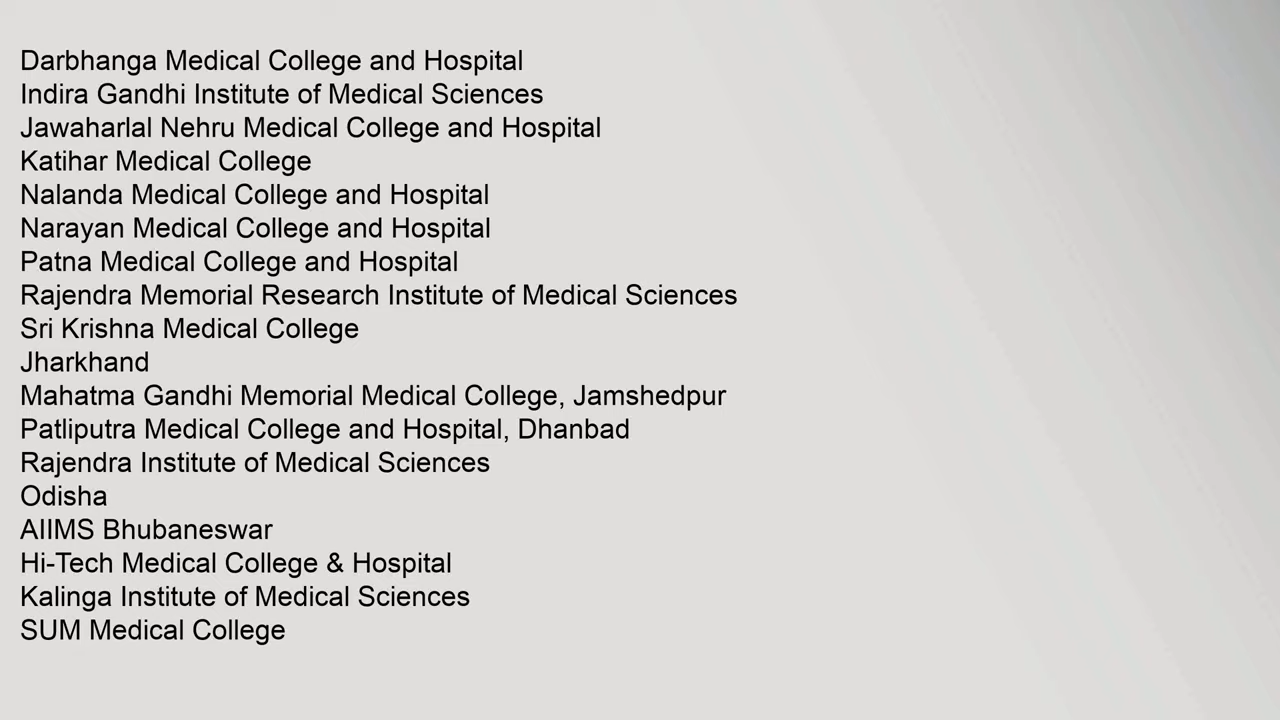 Darbhanga Medical College and Hospital
Indira Gandhi Institute of Medical Sciences
Jawaharlal Nehru Medical College and Hospital
Katihar Medical College
Nalanda Medical College and Hospital
Narayan Medical College and Hospital
Patna Medical College and Hospital
Rajendra Memorial Research Institute of Medical Sciences
Sri Krishna Medical College
Jharkhand
Mahatma Gandhi Memorial Medical College, Jamshedpur
Patliputra Medical College and Hospital, Dhanbad
Rajendra Institute of Medical Sciences
Odisha
AIIMS Bhubaneswar
Hi-Tech Medical College & Hospital
Kalinga Institute of Medical Sciences
SUM Medical College